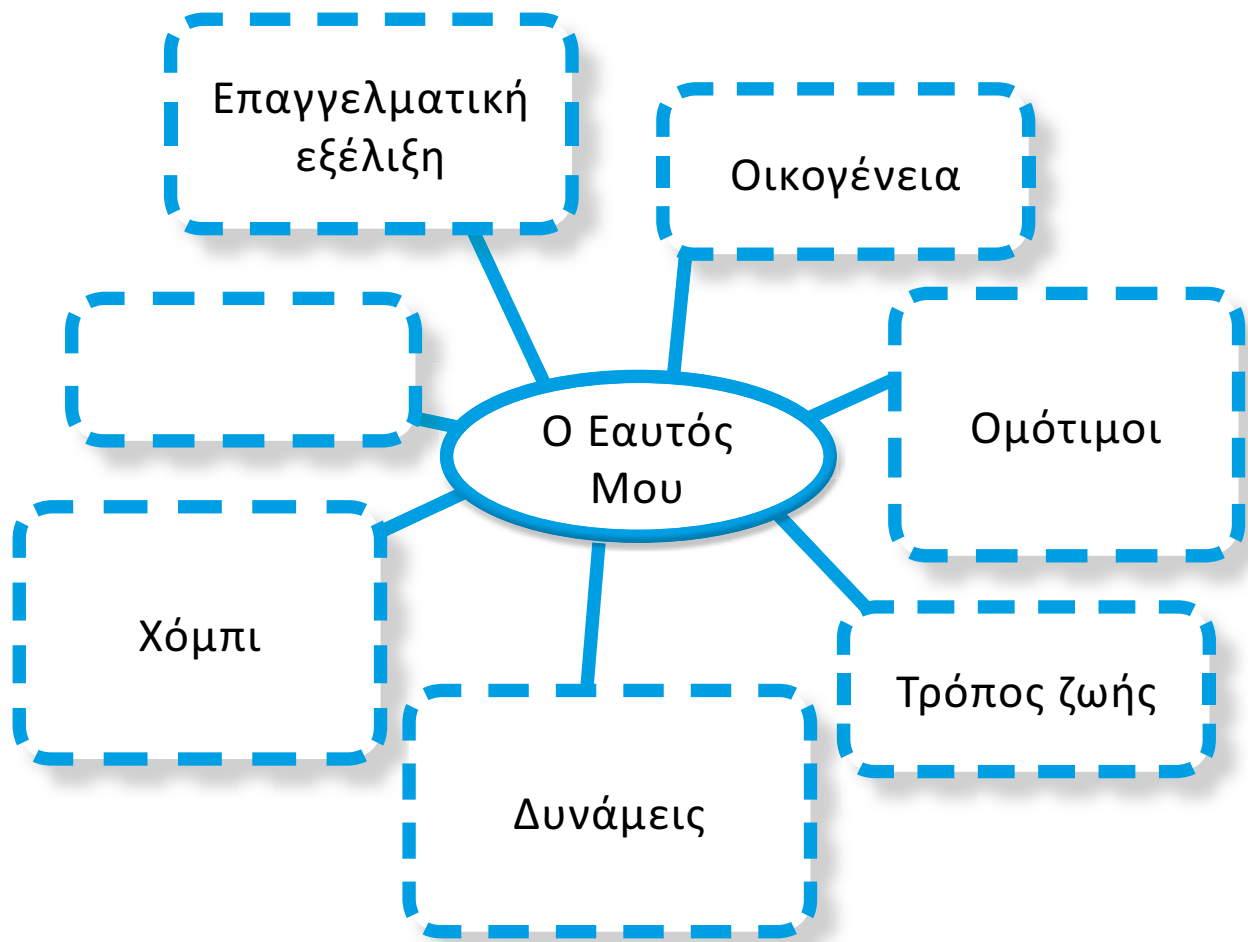 Επαγγελματική
εξέλιξη
Οικογένεια
Ο Εαυτός
Μου
Ομότιμοι
Χόμπι
Τρόπος ζωής
Δυνάμεις